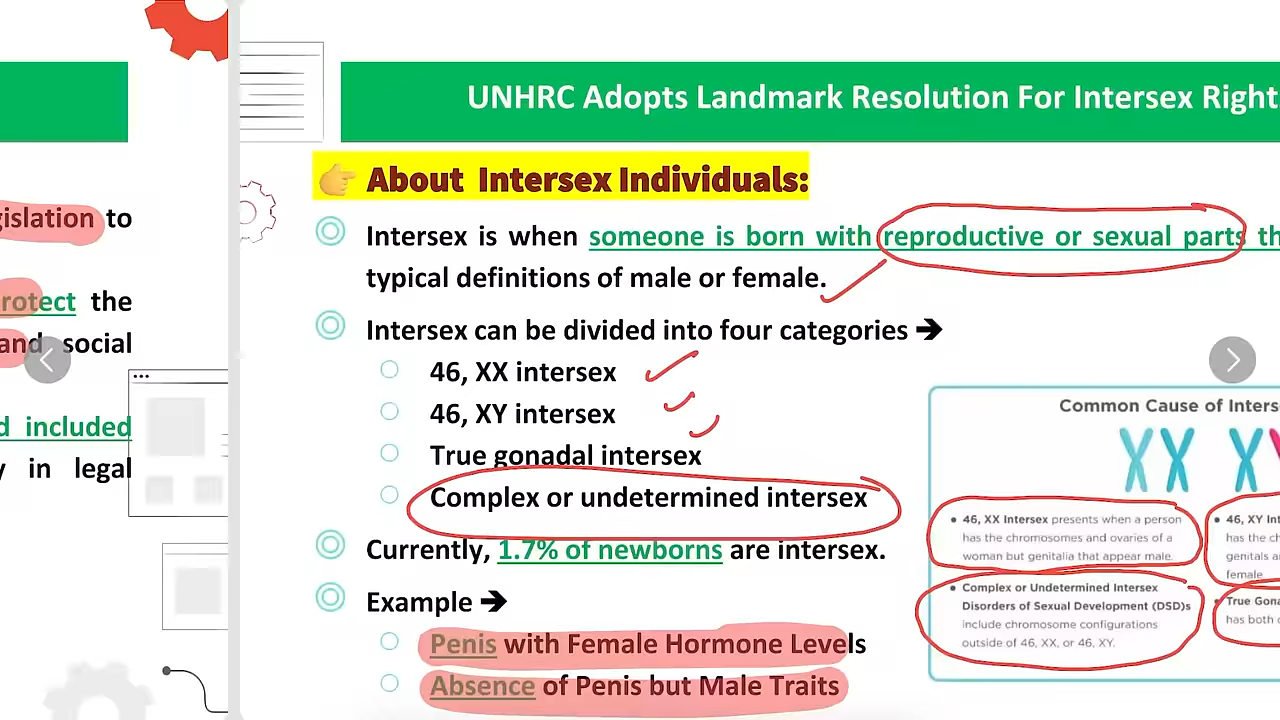 gislation to
rotect the
and social
d included
y in legal
UNHRC Adopts Landmark Resolution For Intersex Right
About Intersex Individuals:
Intersex is when someone is born with reproductive or sexual parts th
typical definitions of male or female.
Intersex can be divided into four categories →
46, XX intersex
46, XY intersex
True gonadal intersex
Complex or undetermined intersex
Currently, 1.7% of newborns are intersex.
Example →
Penis with Female Hormone Levels
Absence of Penis but Male Traits
Common Cause of Inters
• 46, XX Intersex presents when a person
has the chromosomes and ovaries of a
woman but genitalia that appear male.
• Complex or Undetermined Intersex
Disorders of Sexual Development (DSD)s
include chromosome configurations
outside of 46, XX, or 46, XY.
• 46, XY Int
has the ch
genitals a
female
• True Gona
has both